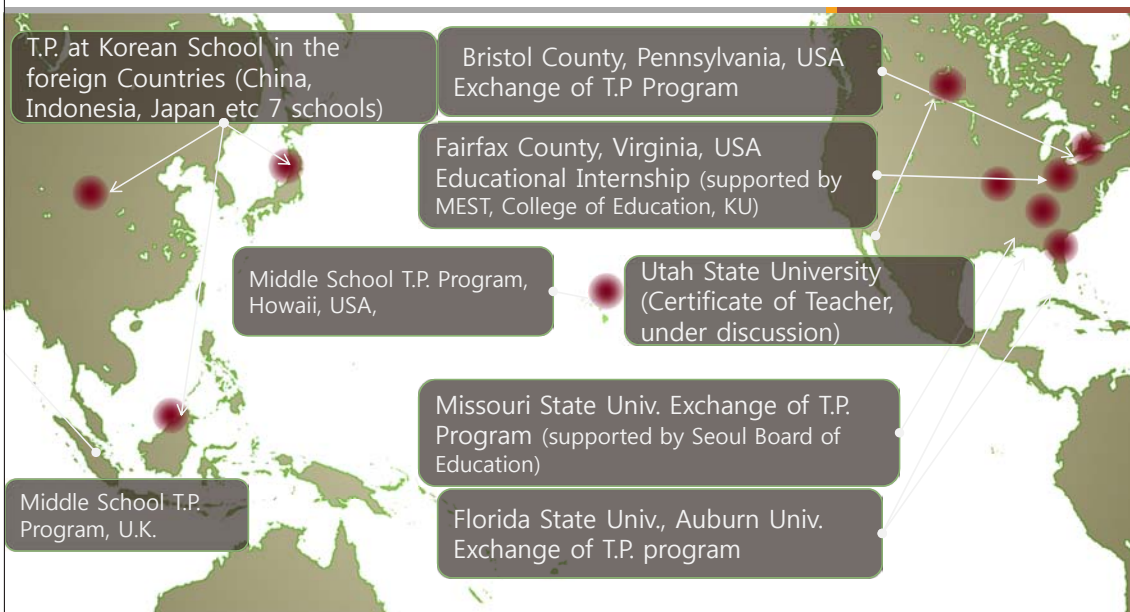 T.P. at Korean School in the
foreign Countries (China,
Indonesia, Japan etc 7 schools)
Bristol County, Pennsylvania, USA
Exchange of T.P Program
Fairfax County, Virginia, USA
Educational Internship (supported by
MEST, College of Education, KU)
Middle School T.P. Program,
Howaii, USA,
Utah State University
(Certificate of Teacher,
under discussion)
Missouri State Univ. Exchange of T.P.
Program (supported by Seoul Board of
Education)
Middle School T.P.
Program, U.K.
Florida State Univ., Auburn Univ.
Exchange of T.P. program